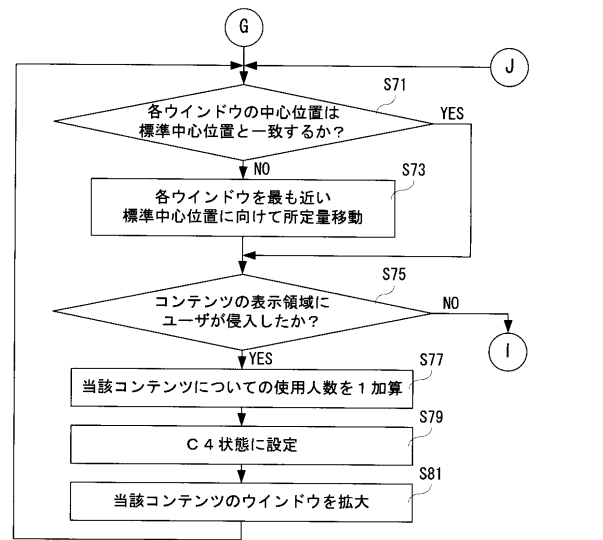 G
J
S71
各ウインドウの中心位置は
標準中心位置と一致するか？
YES
NO
S73
各ウインドウを最も近い
標準中心位置に向けて所定量移動
S75
コンテンツの表示領域に
ユーザが侵入したか？
NO
I
YES
S77
当該コンテンツについての使用人数を１加算
S79
Ｃ４状態に設定
S81
当該コンテンツのウインドウを拡大